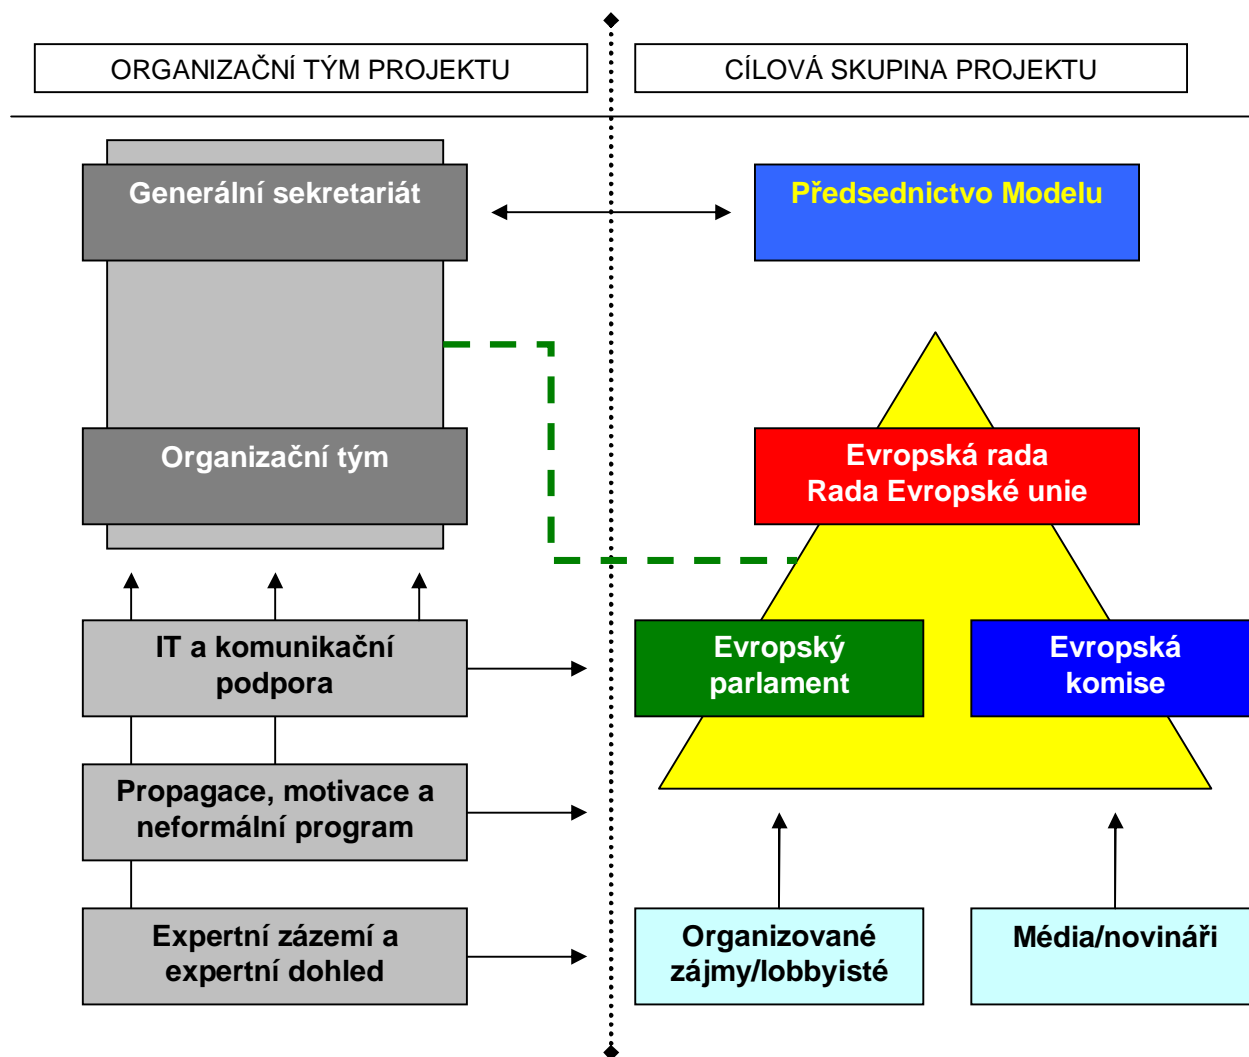 ORGANIZAČNÍ TÝM PROJEKTU
CÍLOVÁ SKUPINA PROJEKTU
Generální sekretariát
Předsednictvo Modelu
Organizační tým
Evropská rada
Rada Evropské unie
IT a komunikační
podpora
Evropský
parlament
Evropská
komise
Propagace, motivace a
neformální program
Expertní zázemí a
expertní dohled
Organizované
zájmy/lobbyisté
Média/novináři